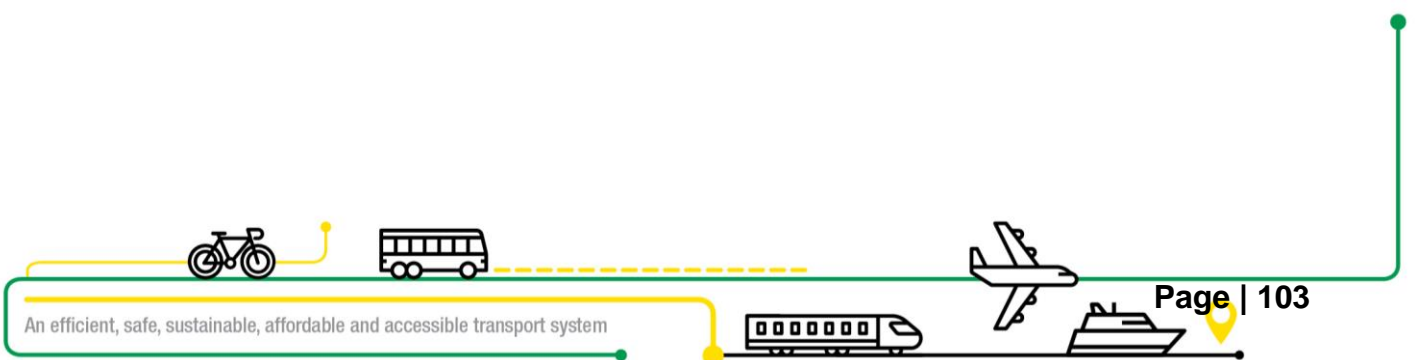 Page | 103
An efficient, safe, sustainable, affordable and accessible transport system